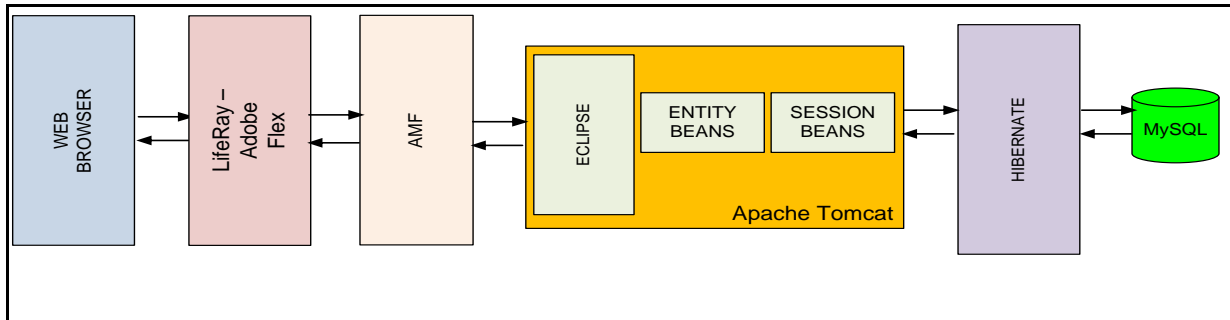 WEB
BROWSER
LifeRay –
Adobe
Flex
AMF
ECLIPSE
ENTITY
BEANS
SESSION
BEANS
Apache Tomcat
HIBERNATE
MySQL